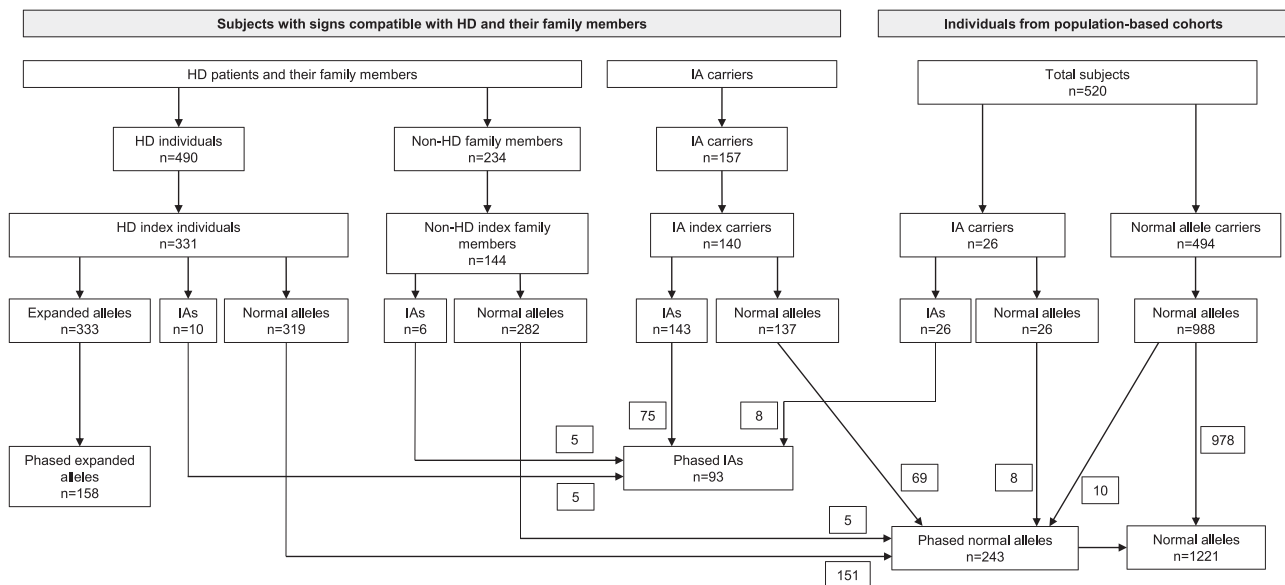 Subjects with signs compatible with HD and their family members
Individuals from population-based cohorts
HD patients and their family members
IA carriers
Total subjects
n=520
HD individuals
n=490
Non-HD family members
n=234
IA carriers
n=157
HD index individuals
n=331
Non-HD index family
members
n=144
IA index carriers
n=140
IA carriers
n=26
Normal allele carriers
n=494
Expanded alleles
n=333
IAs
n=10
Normal alleles
n=319
IAs
n=6
Normal alleles
n=282
IAs
n=143
Normal alleles
n=137
IAs
n=26
Normal alleles
n=26
Normal alleles
n=988
75
8
5
978
Phased expanded
alleles
n=158
Phased IAs
n=93
5
69
8
10
5
Phased normal alleles
n=243
Normal alleles
n=1221
151